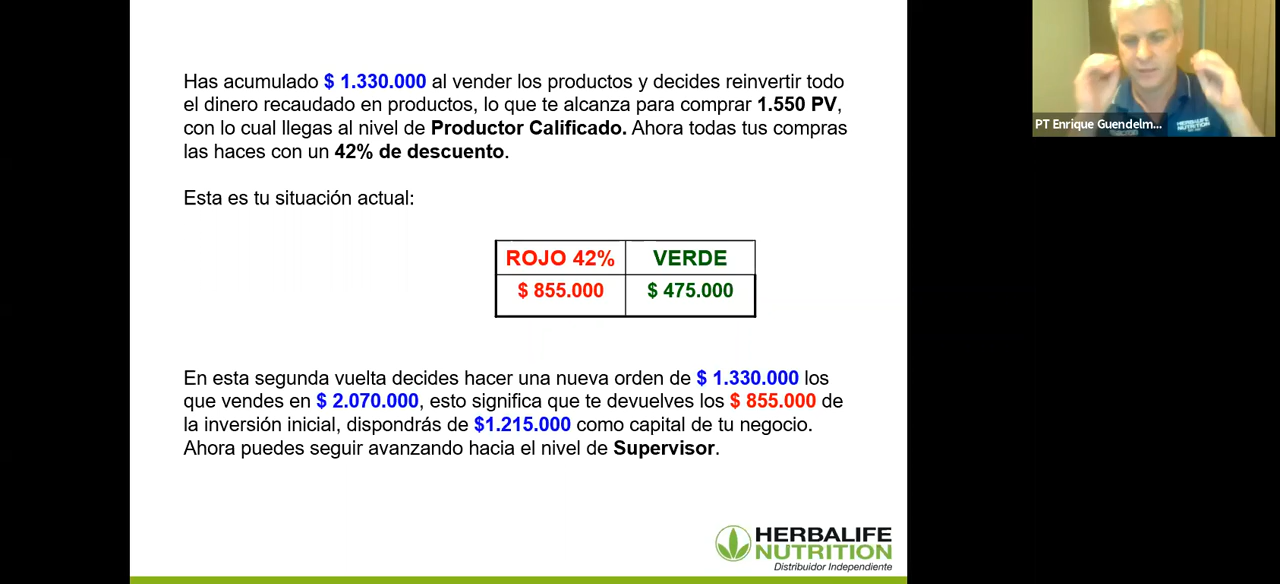 Has acumulado $ 1.330.000 al vender los productos y decides reinvertir todo
el dinero recaudado en productos, lo que te alcanza para comprar 1.550 PV,
con lo cual llegas al nivel de Productor Calificado. Ahora todas tus compras
las haces con un 42% de descuento.
Esta es tu situación actual:
ROJO 42% VERDE
$ 855.000 $ 475.000
En esta segunda vuelta decides hacer una nueva orden de $ 1.330.000 los
que vendes en $ 2.070.000, esto significa que te devuelves los $ 855.000 de
la inversión inicial, dispondrás de $1.215.000 como capital de tu negocio.
Ahora puedes seguir avanzando hacia el nivel de Supervisor.
HERBALIFE
NUTRITION
Distribuidor Independiente
PT Enrique Guendelm...
HERBALIFE
NUTRITION